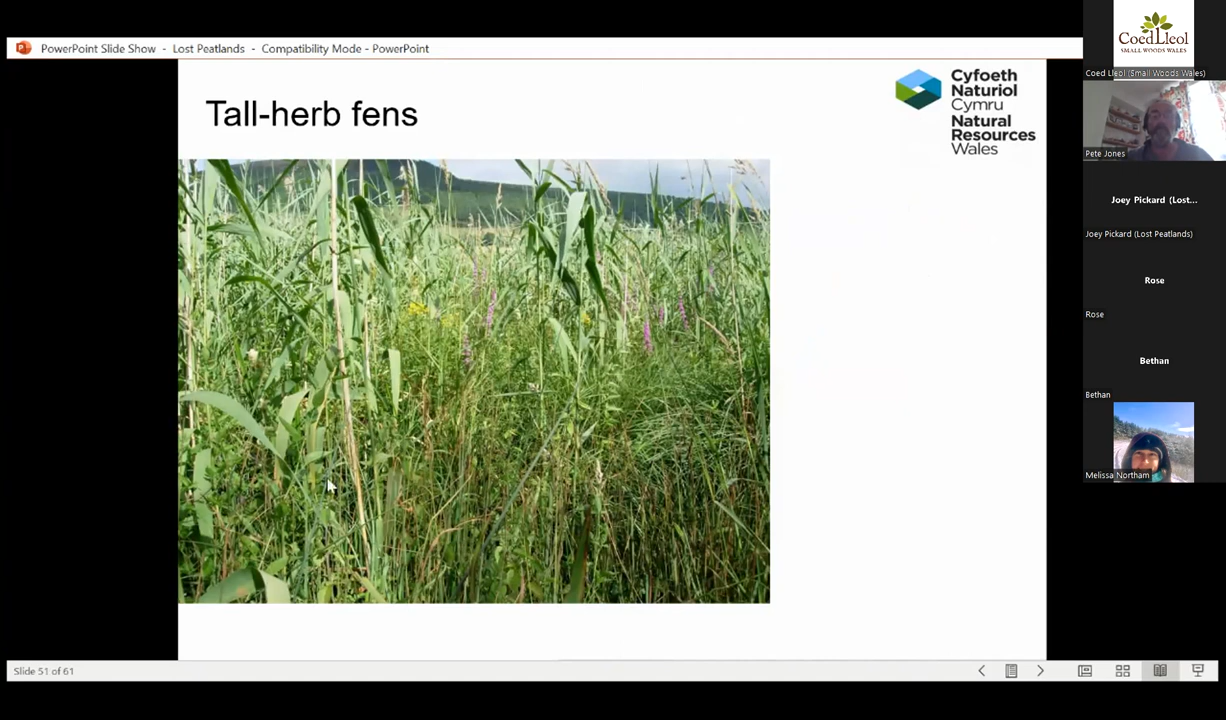 PowerPoint Slide Show - Lost Peatlands - Compatibility Mode - PowerPoint
Tall-herb fens
Cyfoeth
Naturiol
Cymru
Natural
Resources
Wales
Slide 51 of 61
Coed Lleol
SMALL WOODS WALES
Coed Lleol (Small Woods Wales)
Pete Jones
Joey Pickard (Lost...
Joey Pickard (Lost Peatlands)
Rose
Rose
Bethan
Bethan
Melissa Northam